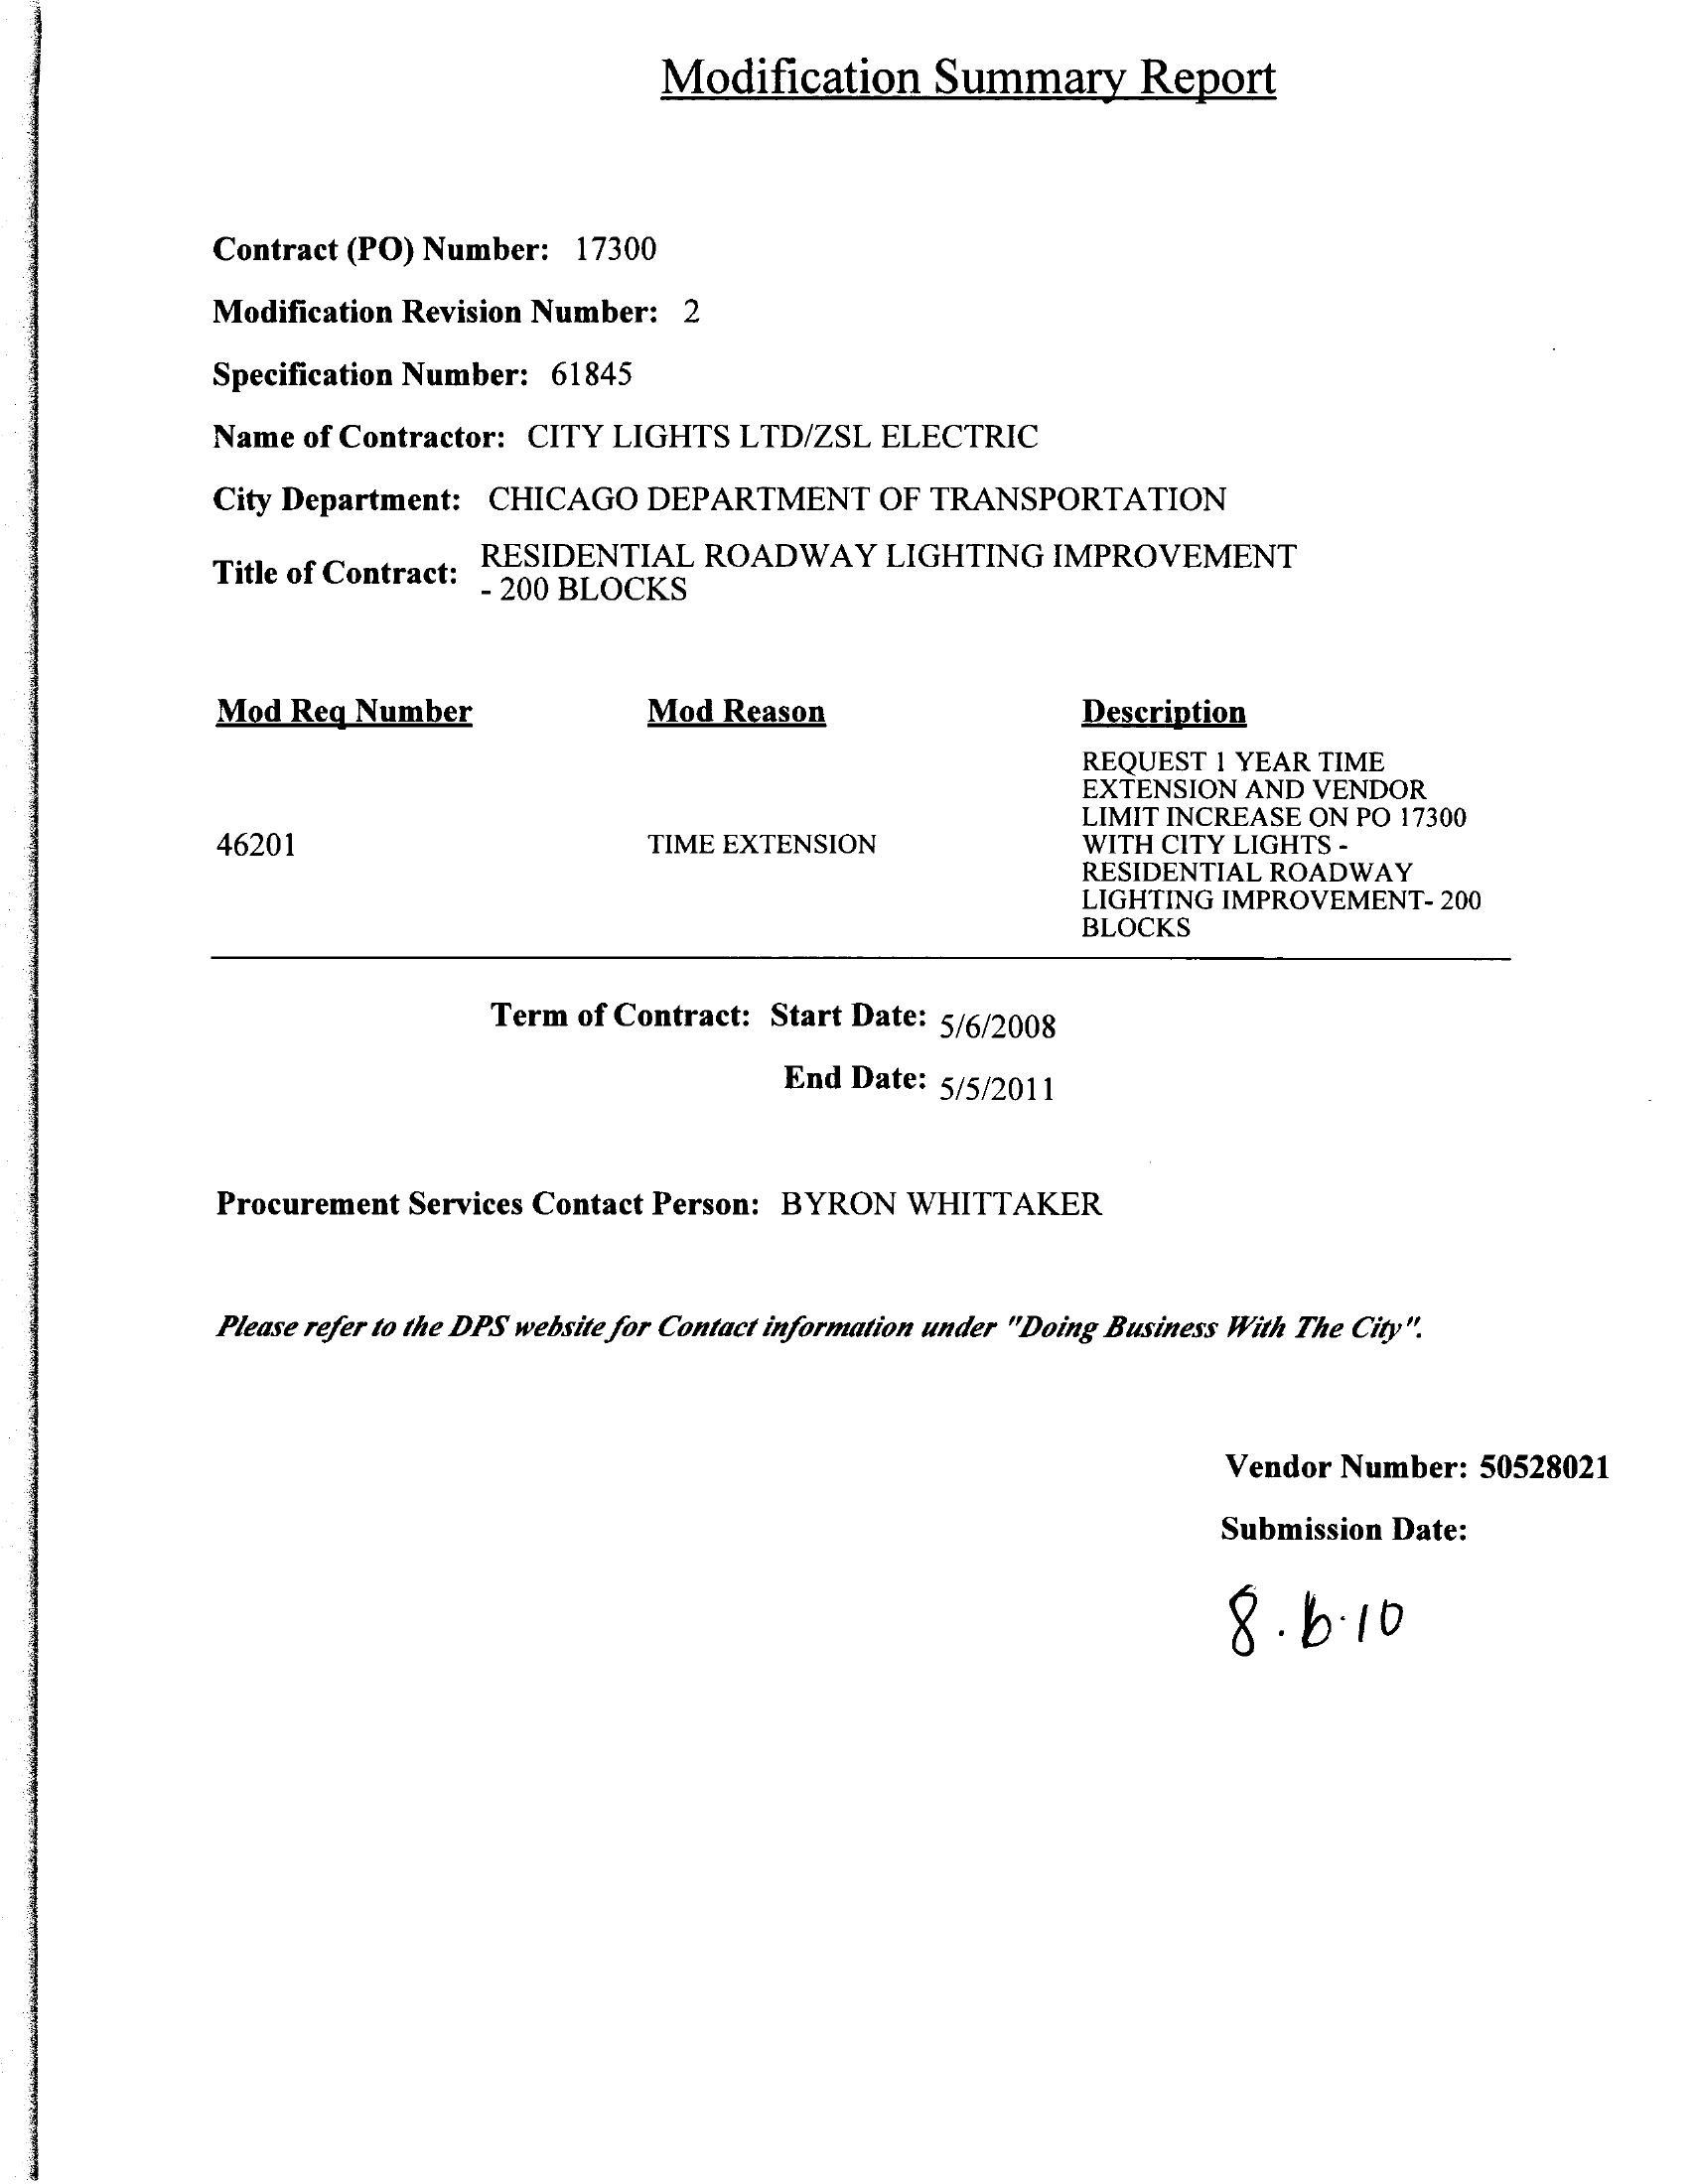 Modification Summary Report
Contract (PO) Number: 17300
Modification Revision Number: 2
Specification Number: 61845
Name of Contractor: CITY LIGHTS LTD/ZSL ELECTRIC
City Department: CHICAGO DEPARTMENT OF TRANSPORTATION
Title of Contract: RESIDENTIAL ROADWAY LIGHTING IMPROVEMENT
- 200 BLOCKS
Mod Req Number Mod Reason Description
REQUEST 1 YEAR TIME
EXTENSION AND VENDOR
LIMIT INCREASE ON PO 17300
46201 TIME EXTENSION WITH CITY LIGHTS -
RESIDENTIAL ROADWAY
LIGHTING IMPROVEMENT- 200
BLOCKS
Term of Contract: Start Date: 5/6/2008
End Date: 5/5/2011
Procurement Services Contact Person: BYRON WHITTAKER
Please refer to the DPS website for Contact information under "Doing Business With The City".
Vendor Number: 50528021
Submission Date:
8.6.10